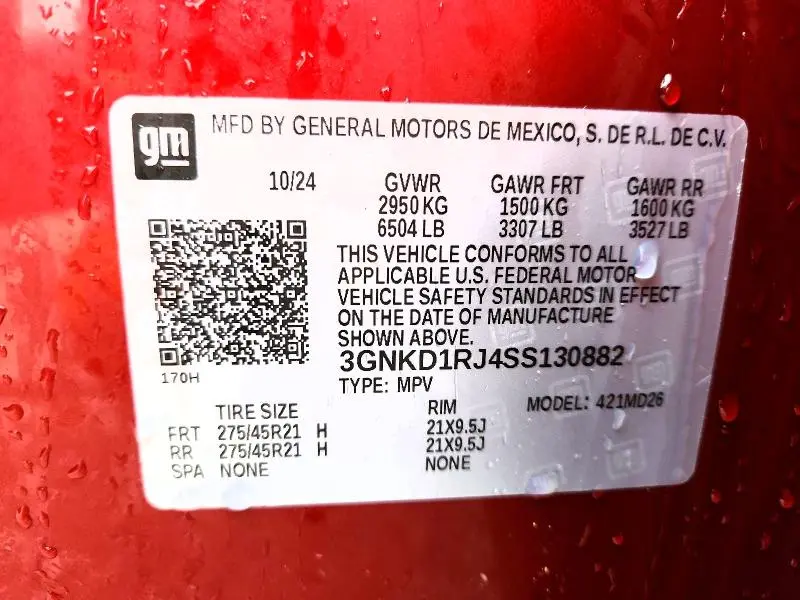 gm
MFD BY GENERAL MOTORS DE MEXICO, S. DE R.L. DE C.V.
10/24 GVWR GAWR FRT GAWR RR
2950 KG 1500 KG 1600 KG
6504 LB 3307 LB 3527 LB
THIS VEHICLE CONFORMS TO ALL
APPLICABLE U.S. FEDERAL MOTOR
VEHICLE SAFETY STANDARDS IN EFFECT
ON THE DATE OF MANUFACTURE
SHOWN ABOVE.
3GNKD1RJ4SS130882
170H
TYPE: MPV
TIRE SIZE RIM MODEL: 421MD26
FRT 275/45R21 H 21X9.5J
RR 275/45R21 H 21X9.5J
SPA NONE NONE